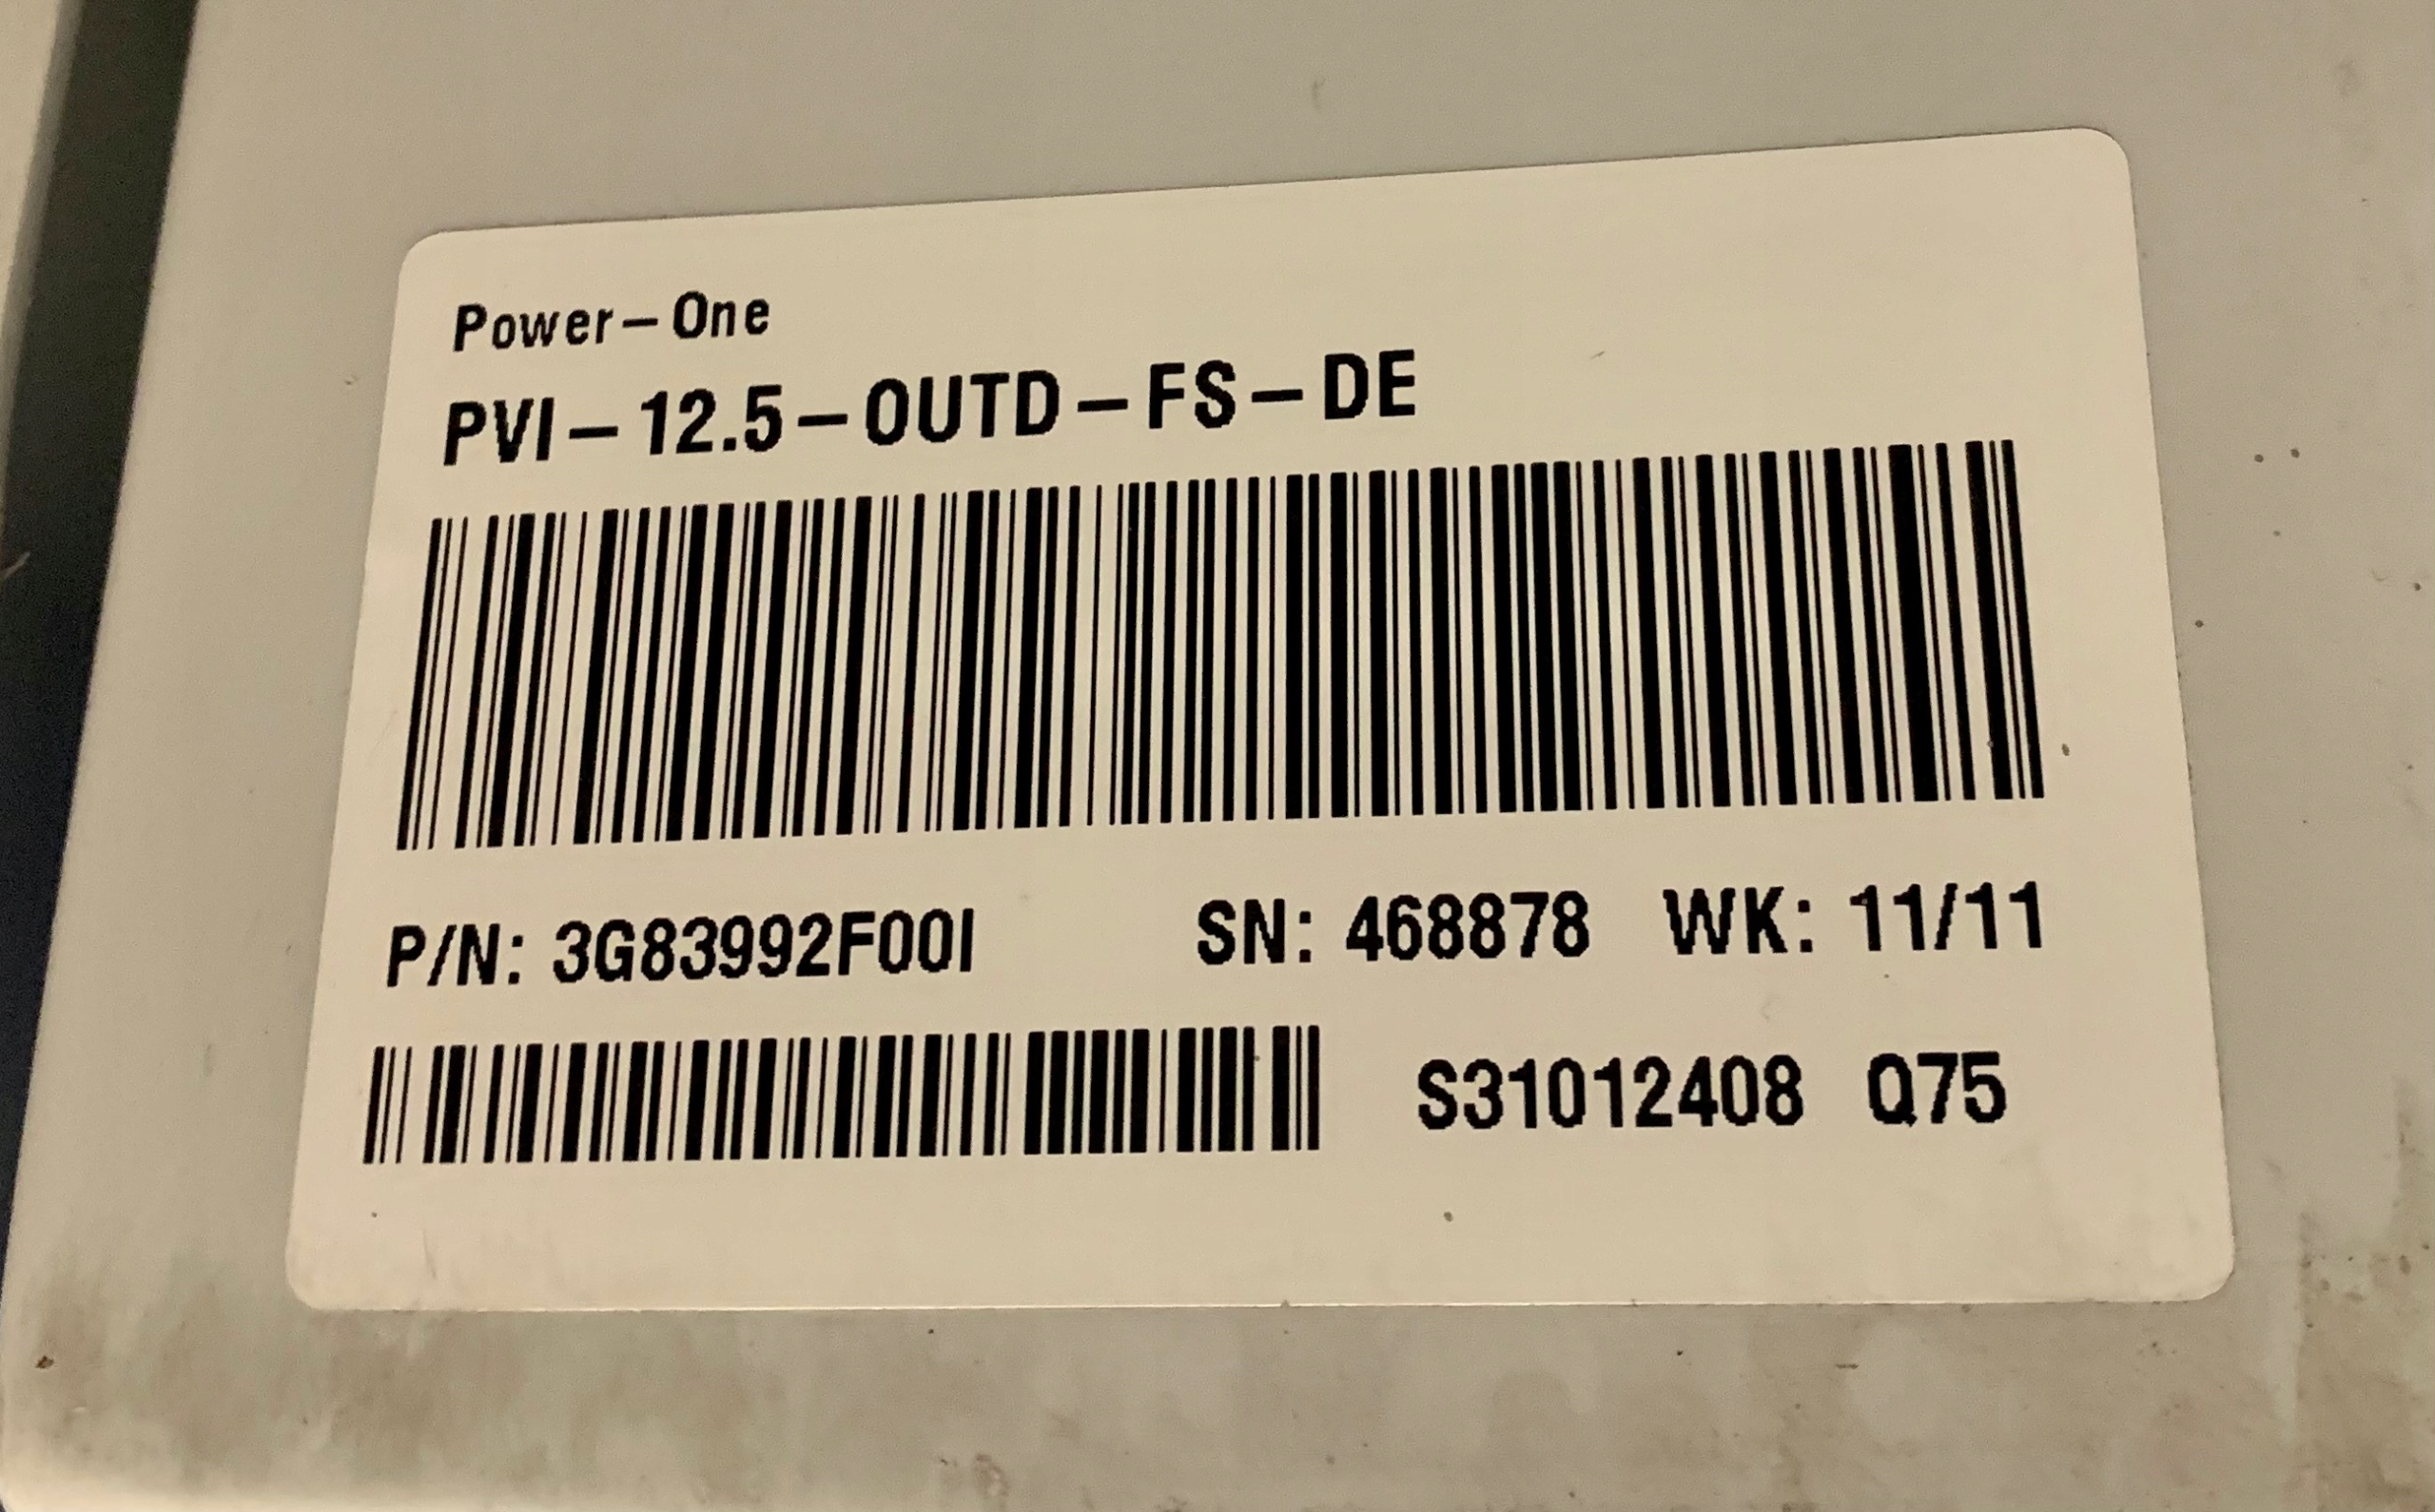 Power-One
PVI-12.5-OUTD-FS-DE
P/N: 3G83992F00I SN: 468878 WK: 11/11
S31012408 Q75